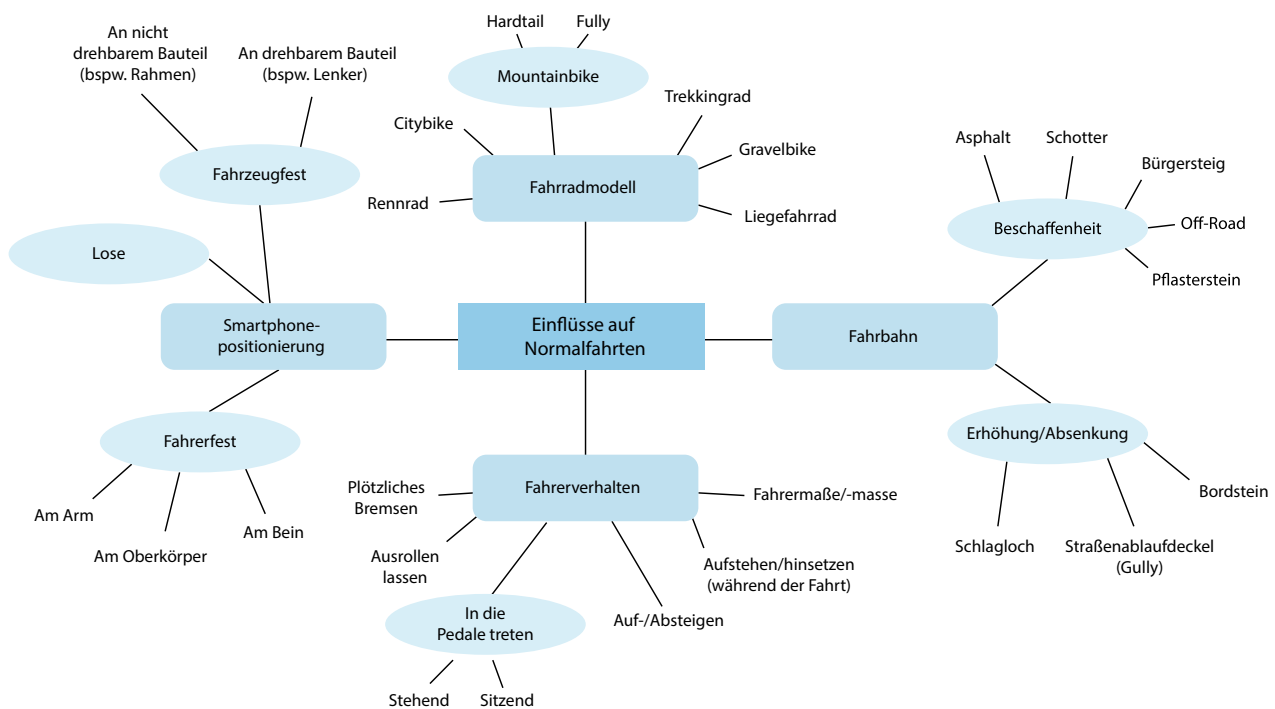 Hardtail
Fully
Mountainbike
An nicht
drehbarem Bauteil
(bspw. Rahmen)
An drehbarem Bauteil
(bspw. Lenker)
Fahrzeugfest
Lose
Smartphone-
positionierung
Fahrerfest
Am Arm
Am Oberkörper
Am Bein
Citybike
Trekkingrad
Rennrad
Fahrradmodell
Gravelbike
Liegefahrrad
Einflüsse auf
Normalfahrten
Asphalt
Schotter
Bürgersteig
Beschaffenheit
Off-Road
Pflasterstein
Fahrbahn
Erhöhung/Absenkung
Bordstein
Schlagloch
Straßenablaufdeckel
(Gully)
Fahrerverhalten
Plötzliches
Bremsen
Fahrermaße/-masse
Ausrollen
lassen
Aufstehen/hinsetzen
(während der Fahrt)
Auf-/Absteigen
In die
Pedale treten
Stehend
Sitzend